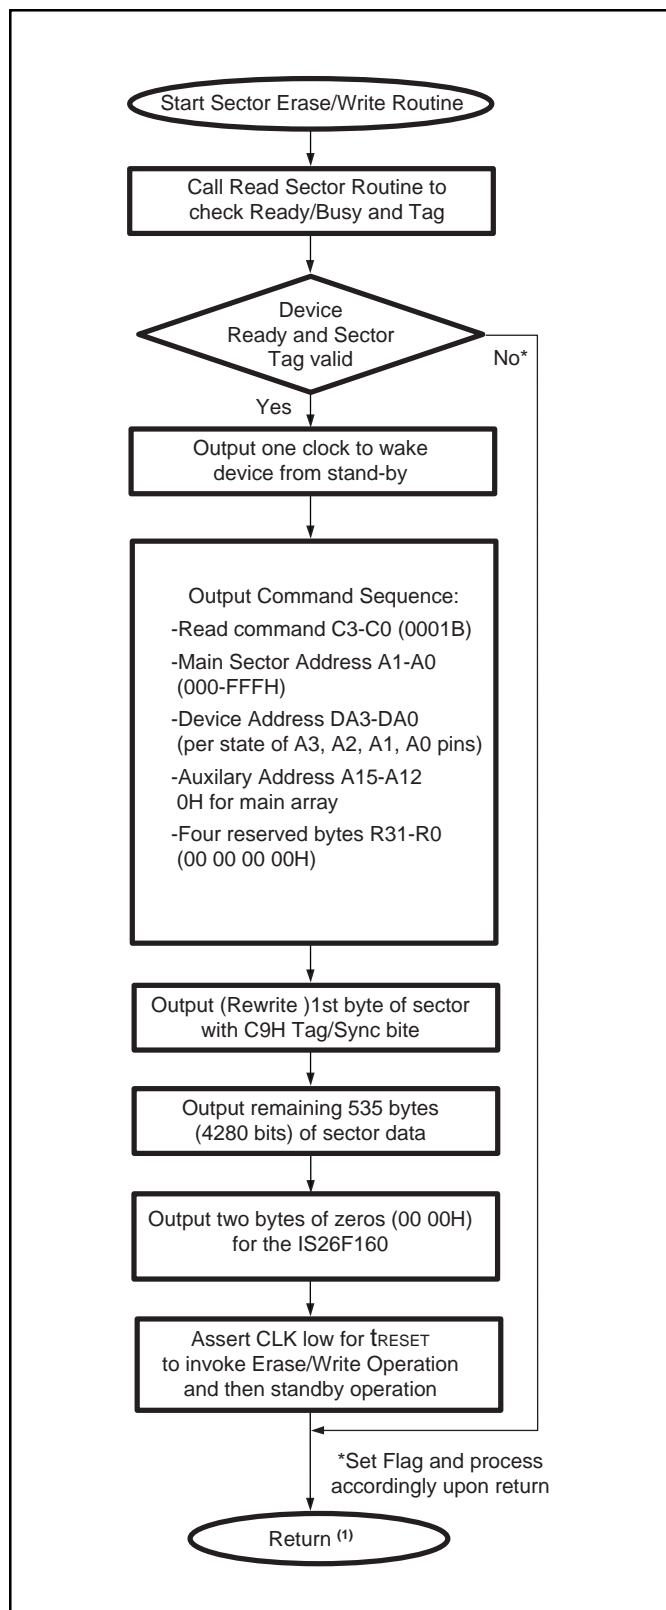 Start Sector Erase/Write Routine
Call Read Sector Routine to
check Ready/Busy and Tag
Device
Ready and Sector
Tag valid
No*
Yes
Output one clock to wake
device from stand-by
Output Command Sequence:
-Read command C3-C0 (0001B)
-Main Sector Address A1-A0
(000-FFFH)
-Device Address DA3-DA0
(per state of A3, A2, A1, A0 pins)
-Auxilary Address A15-A12
0H for main array
-Four reserved bytes R31-R0
(00 00 00 00H)
Output (Rewrite )1st byte of sector
with C9H Tag/Sync bite
Output remaining 535 bytes
(4280 bits) of sector data
Output two bytes of zeros (00 00H)
for the IS26F160
Assert CLK low for tRESET
to invoke Erase/Write Operation
and then standby operation
*Set Flag and process
accordingly upon return
Return (1)